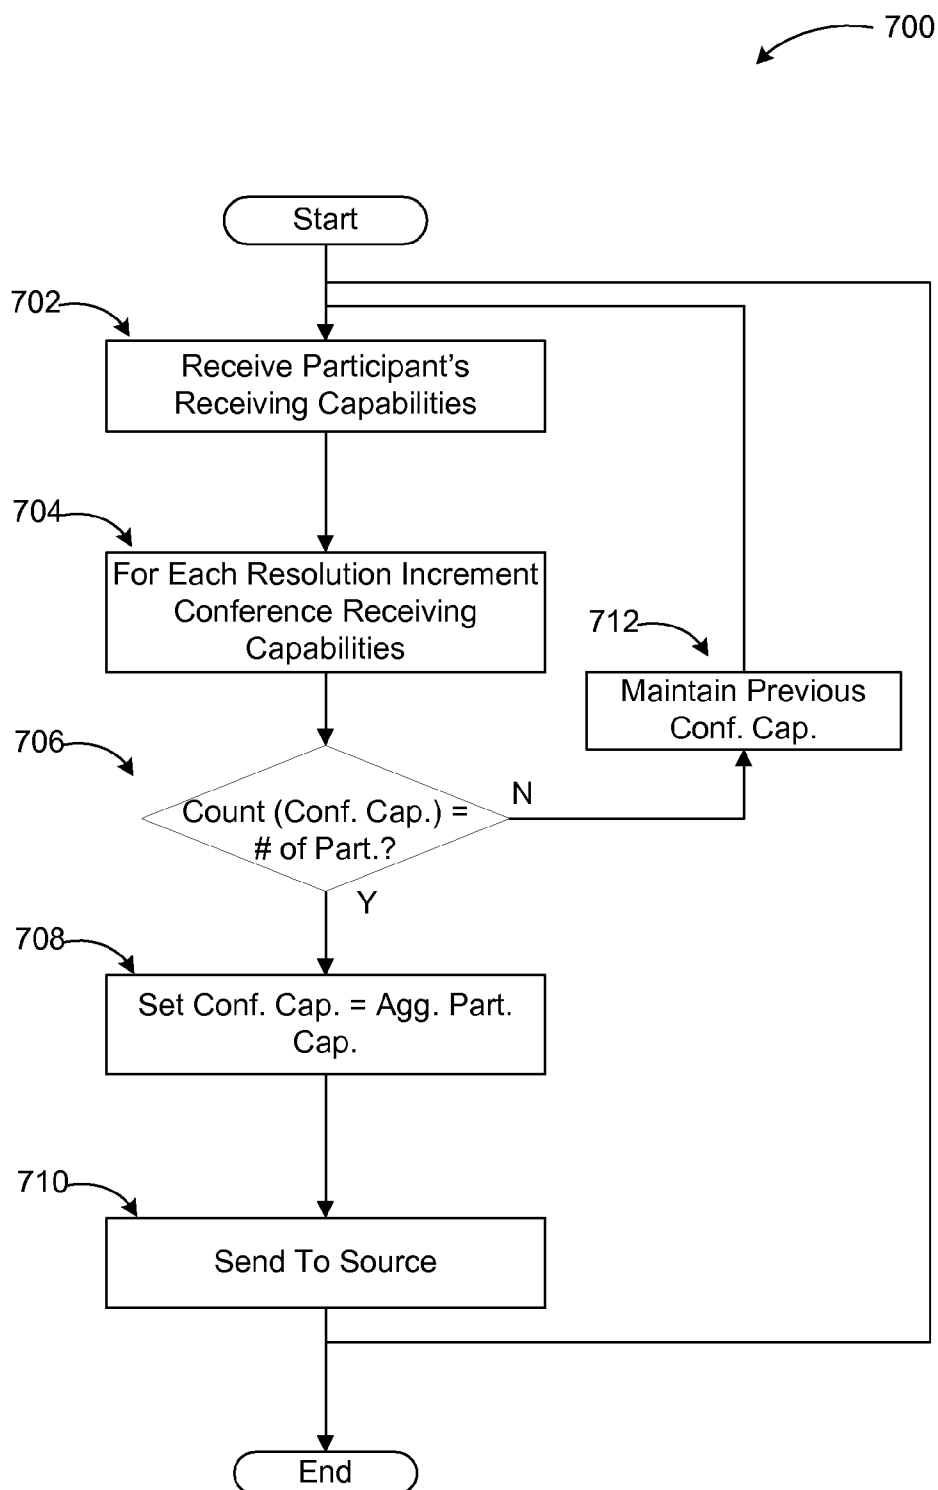 700
Start
702
Receive Participant's
Receiving Capabilities
704
For Each Resolution Increment
Conference Receiving
Capabilities
712
Maintain Previous
Conf. Cap.
706
Count (Conf. Cap.) =
# of Part.?
N
Y
708
Set Conf. Cap. = Agg. Part.
Cap.
710
Send To Source
End